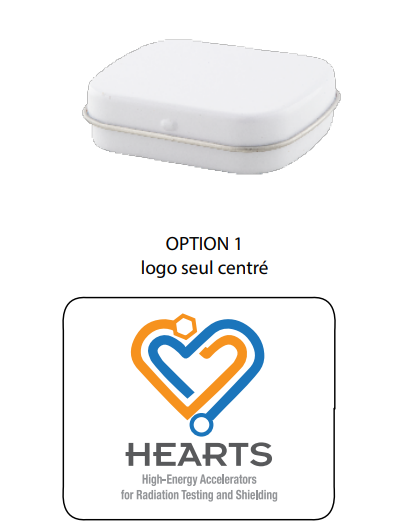 OPTION 1
logo seul centré
HEARTS
High-Energy Accelerators
for Radiation Testing and Shielding